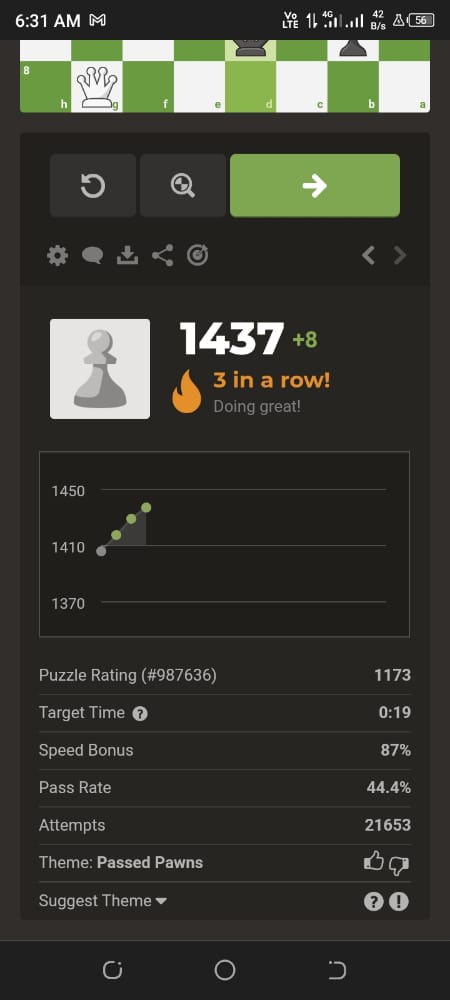 6:31 AM
Vo LTE 4G 42 B/s 56
8
h g f e d c b a
1437 +8
3 in a row!
Doing great!
1450
1410
1370
Puzzle Rating (#987636) 1173
Target Time ? 0:19
Speed Bonus 87%
Pass Rate 44.4%
Attempts 21653
Theme: Passed Pawns
Suggest Theme ? !